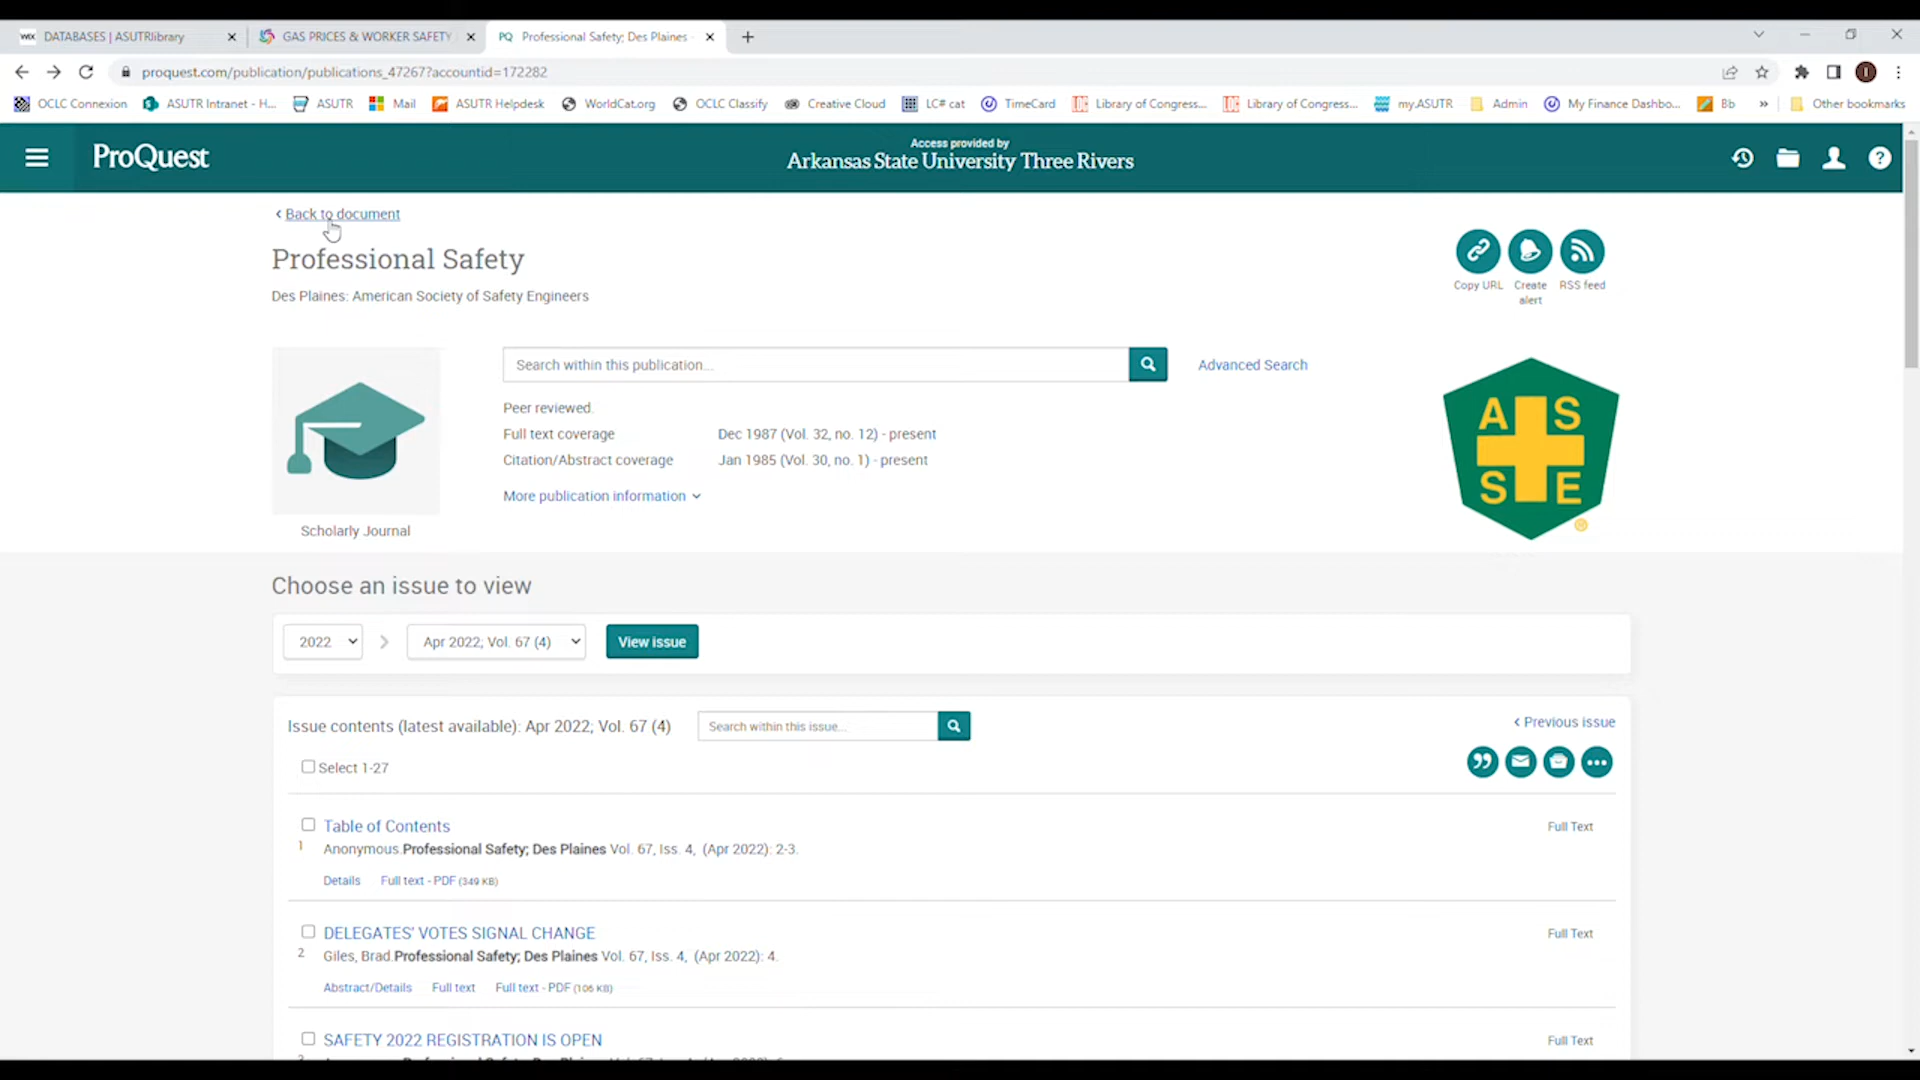 WIX DATABASES | ASUTRlibrary
GAS PRICES & WORKER SAFETY
PQ Professional Safety; Des Plaines
proquest.com/publication/publications_47267?accountid=172282
OCLC Connexion ASUTR Intranet - H... ASUTR Mail ASUTR Helpdesk WorldCat.org OCLC Classify Creative Cloud LC# cat TimeCard Library of Congress... Library of Congress... my.ASUTR Admin My Finance Dashbo... Bb » Other bookmarks
ProQuest
Access provided by
Arkansas State University Three Rivers
Back to document
Professional Safety
Des Plaines: American Society of Safety Engineers
Copy URL
Create alert
RSS feed
Search within this publication...
Advanced Search
Peer reviewed.
Full text coverage Dec 1987 (Vol. 32, no. 12) - present
Citation/Abstract coverage Jan 1985 (Vol. 30, no. 1) - present
More publication information
A S
S E
Scholarly Journal
Choose an issue to view
2022 Apr 2022; Vol. 67 (4) View issue
Issue contents (latest available): Apr 2022; Vol. 67 (4)
Search within this issue...
Previous issue
Select 1-27
Table of Contents Full Text
1 Anonymous.Professional Safety; Des Plaines Vol. 67, Iss. 4, (Apr 2022): 2-3.
Details Full text - PDF (349 KB)
DELEGATES' VOTES SIGNAL CHANGE Full Text
2 Giles, Brad.Professional Safety; Des Plaines Vol. 67, Iss. 4, (Apr 2022): 4.
Abstract/Details Full text Full text - PDF (106 KB)
SAFETY 2022 REGISTRATION IS OPEN Full Text